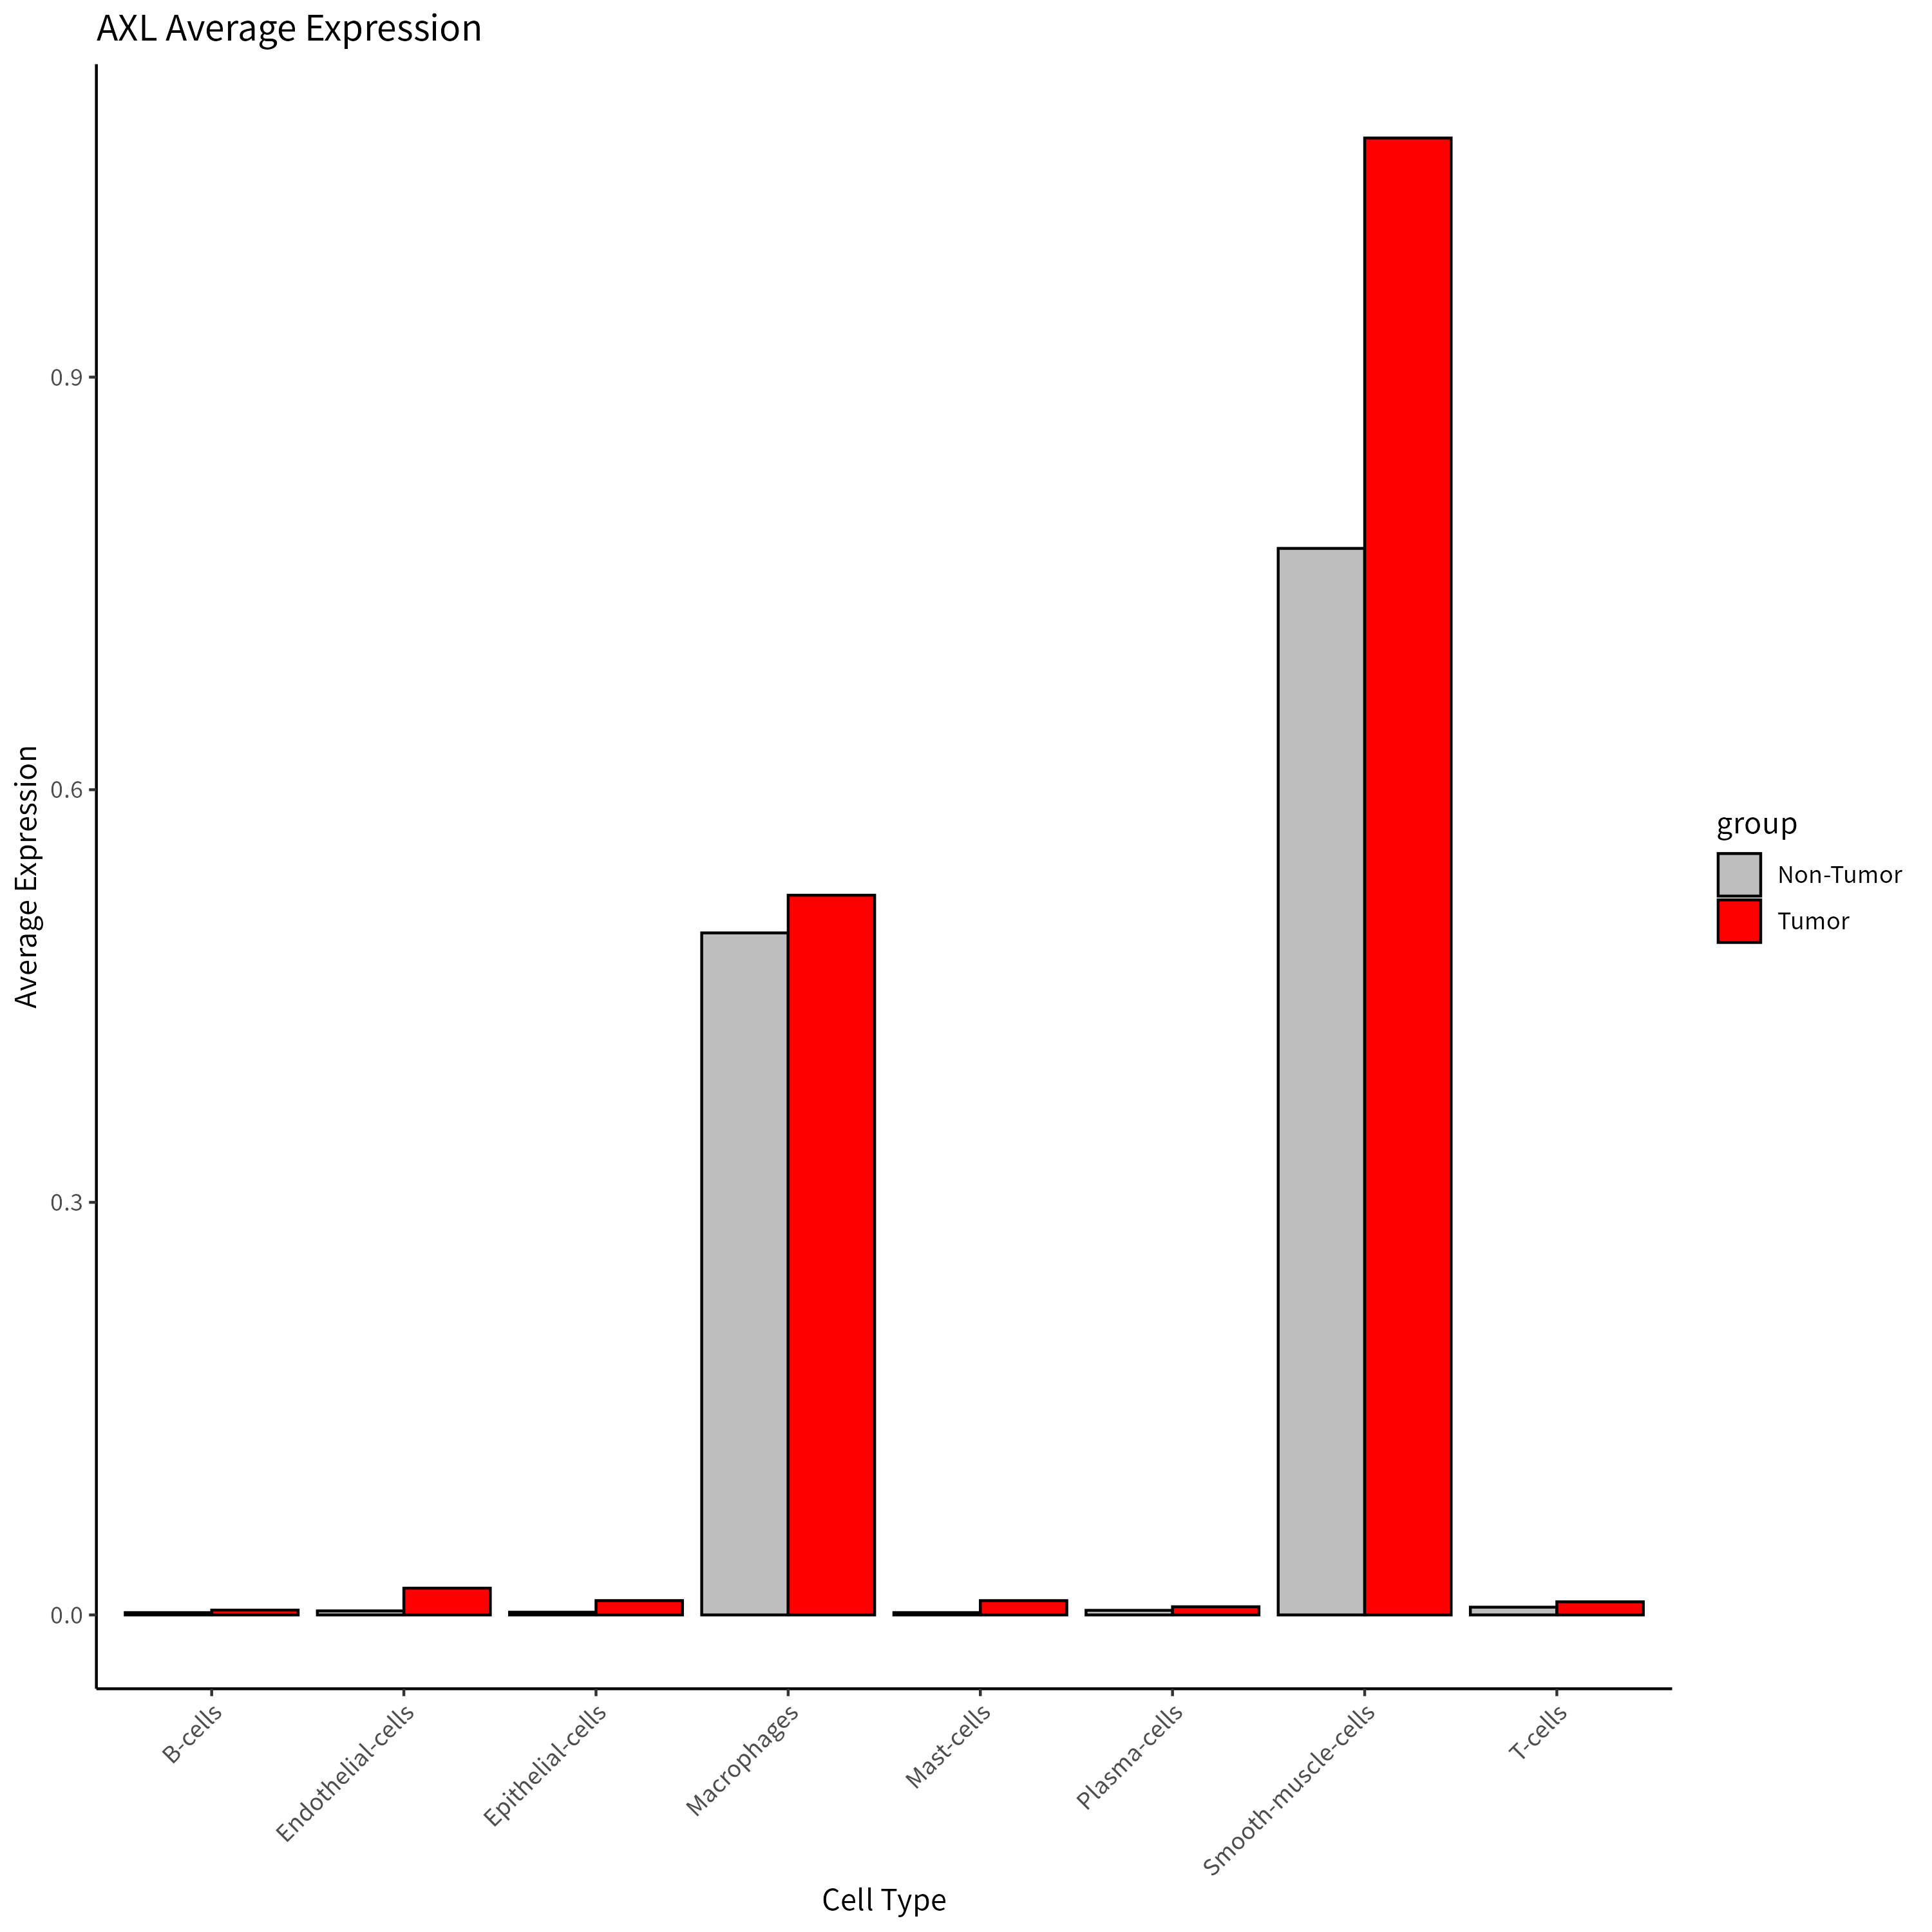 AXL Average Expression
Average Expression
0.9
0.6
0.3
0.0
B-cells
Endothelial-cells
Epithelial-cells
Macrophages
Mast-cells
Plasma-cells
Smooth-muscle-cells
T-cells
Cell Type
group
Non-Tumor
Tumor